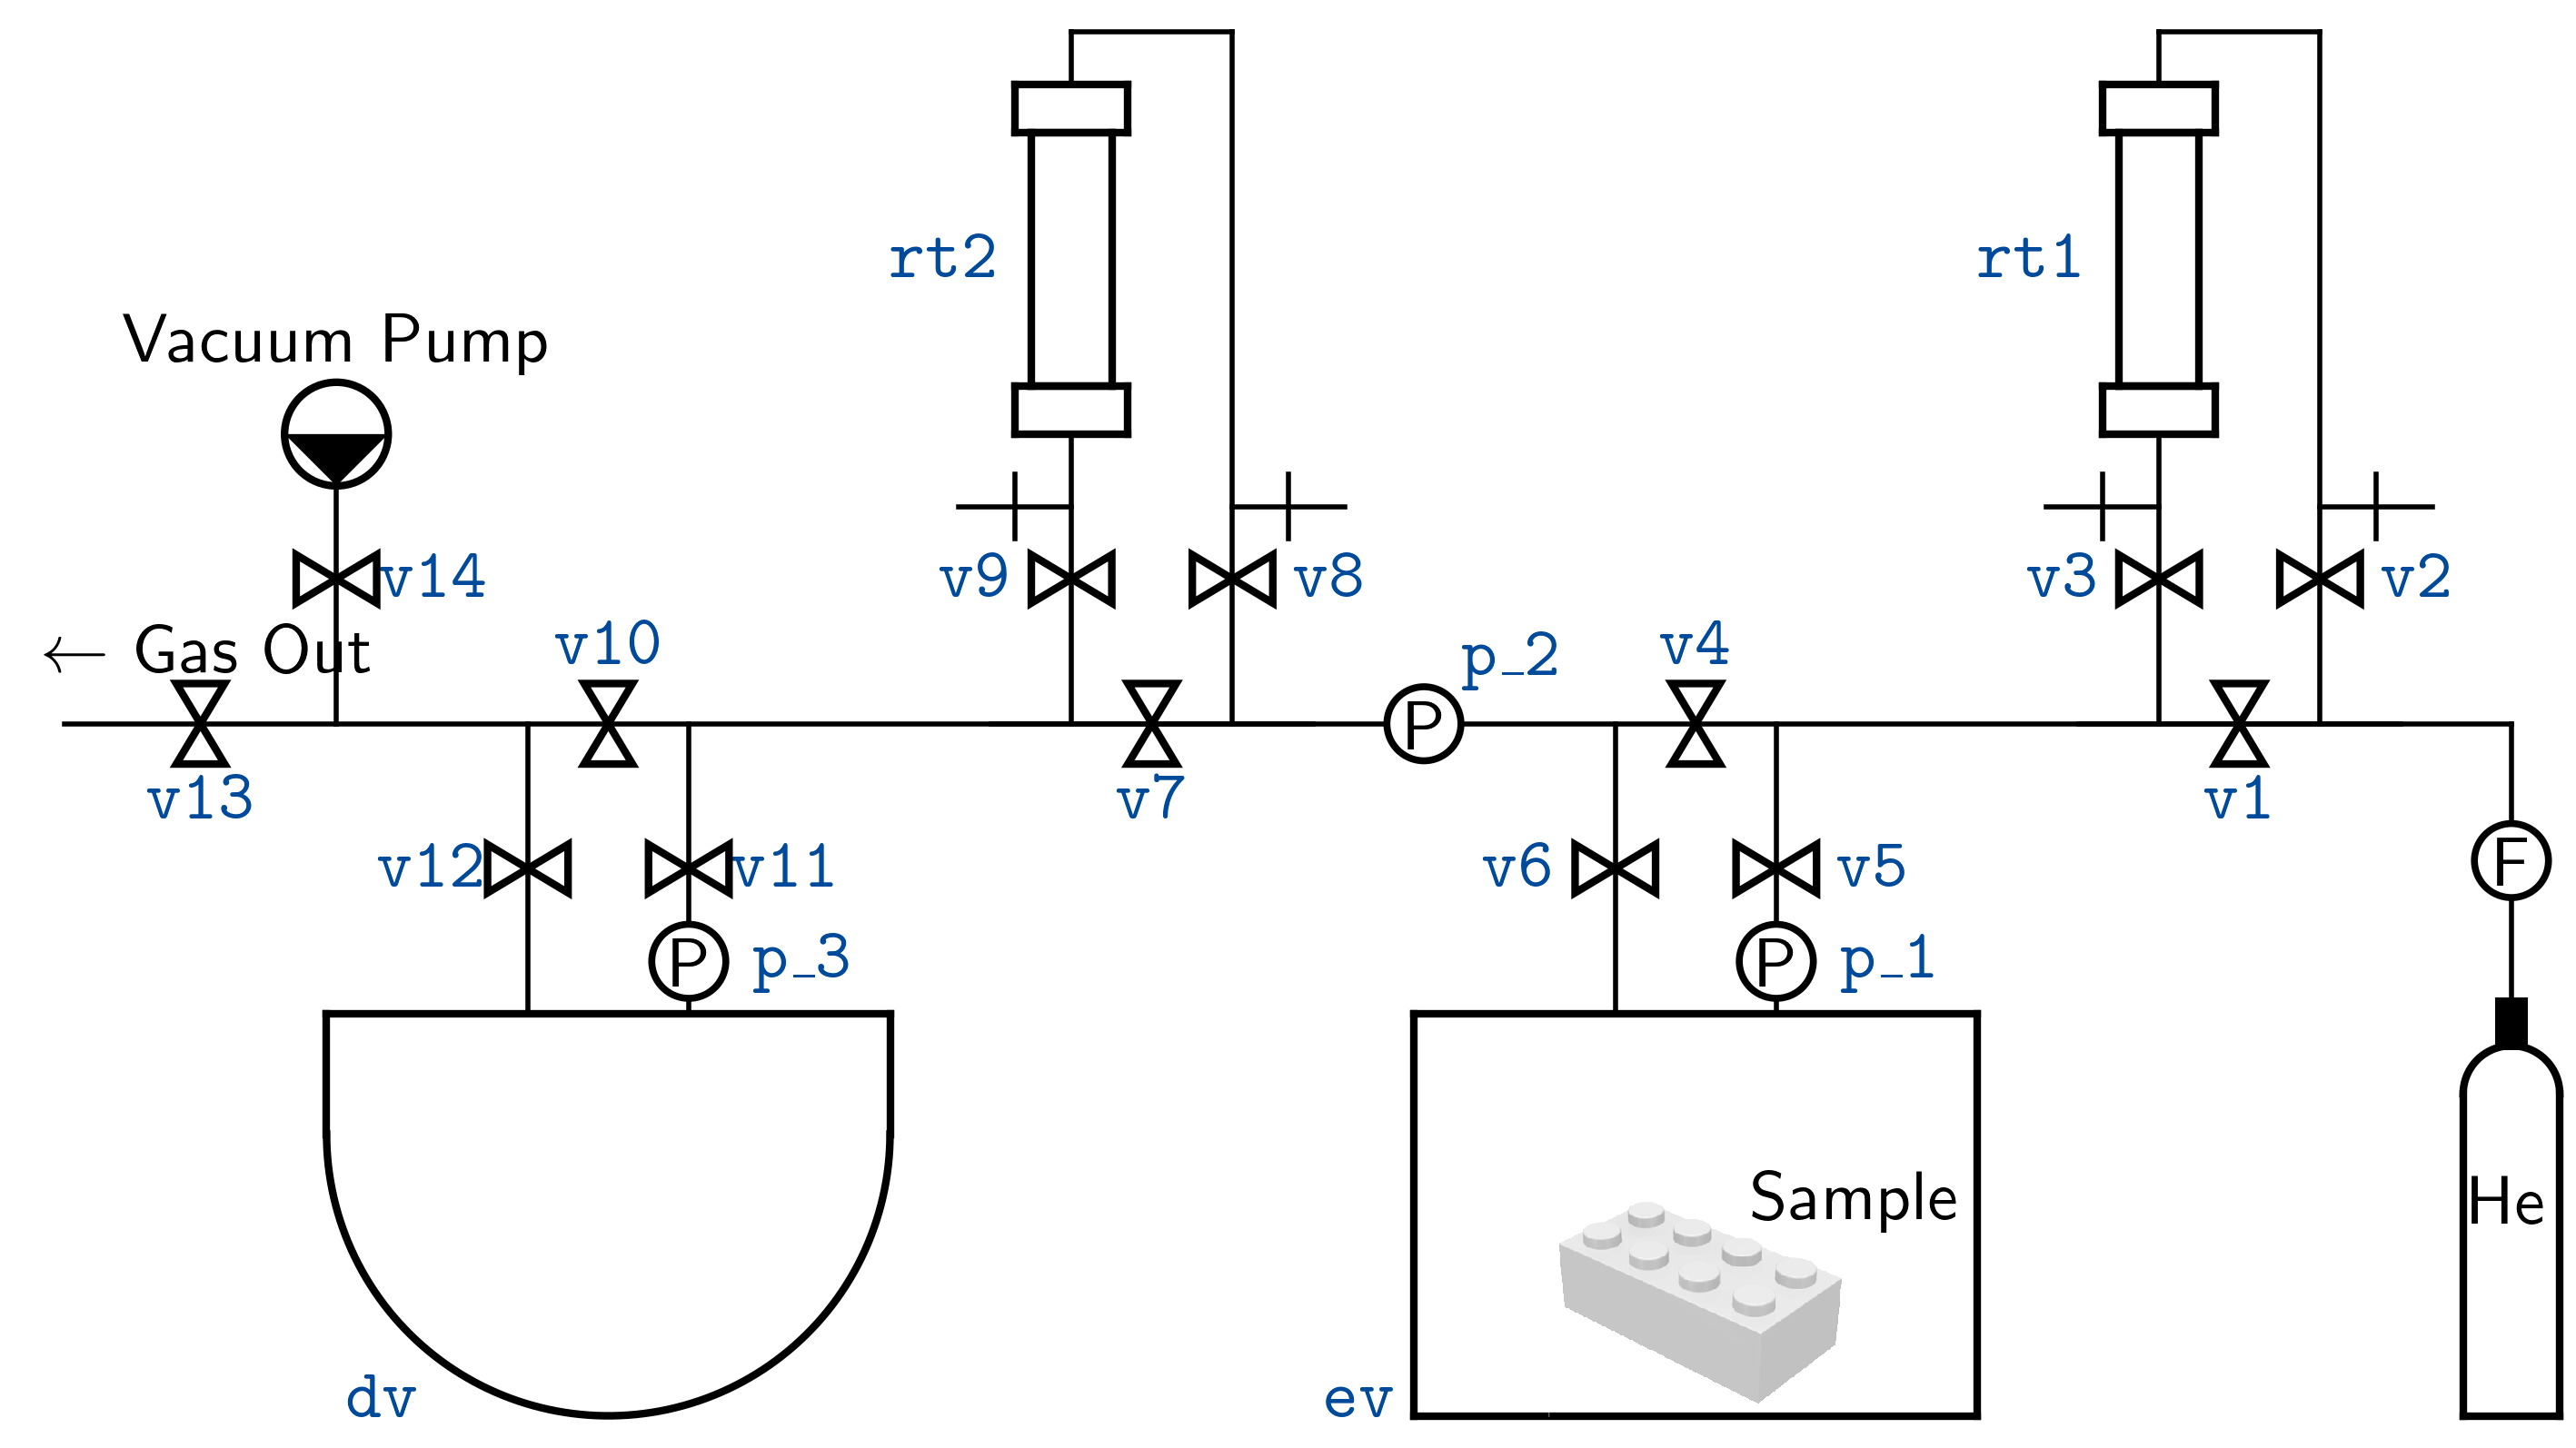 rt2
rt1
Vacuum Pump
v14
v9
v8
v3
v2
← Gas Out
v10
p_2
v4
P
v13
v7
v1
v12
v11
v6
v5
F
P
p_3
P
p_1
Sample
He
dv
ev